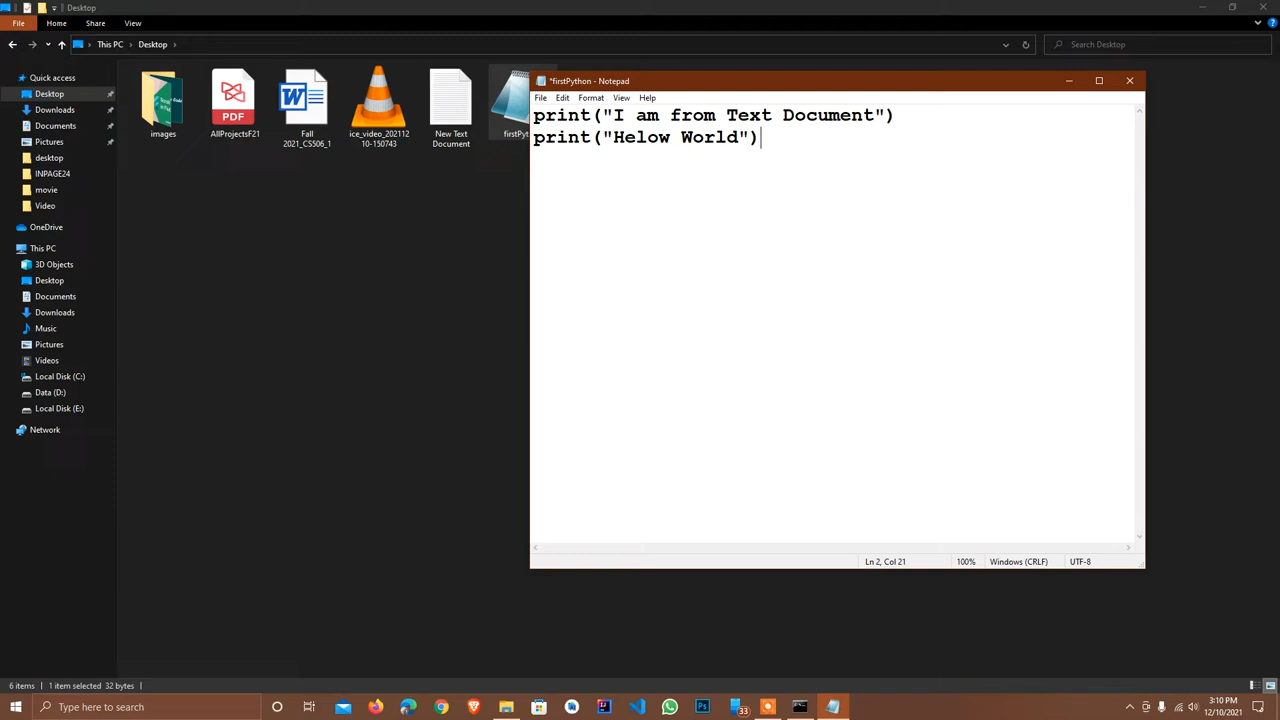 Desktop
File Home Share View
This PC Desktop
Search Desktop
Quick access
Desktop
Downloads
Documents
Pictures
desktop
INPAGE24
movie
Video
OneDrive
This PC
3D Objects
Desktop
Documents
Downloads
Music
Pictures
Videos
Local Disk (C:)
Data (D:)
Local Disk (E:)
Network
images
PDF
AllProjectsF21
W
Fall
2021_CS506_1
ice_video_202112
10-150743
New Text
Document
firstPyt
*firstPython - Notepad
File Edit Format View Help
print("I am from Text Document")
print("Helow World")
Ln 2, Col 21 100% Windows (CRLF) UTF-8
6 items 1 item selected 32 bytes
Type here to search
Ps
33
3:10 PM
12/10/2021